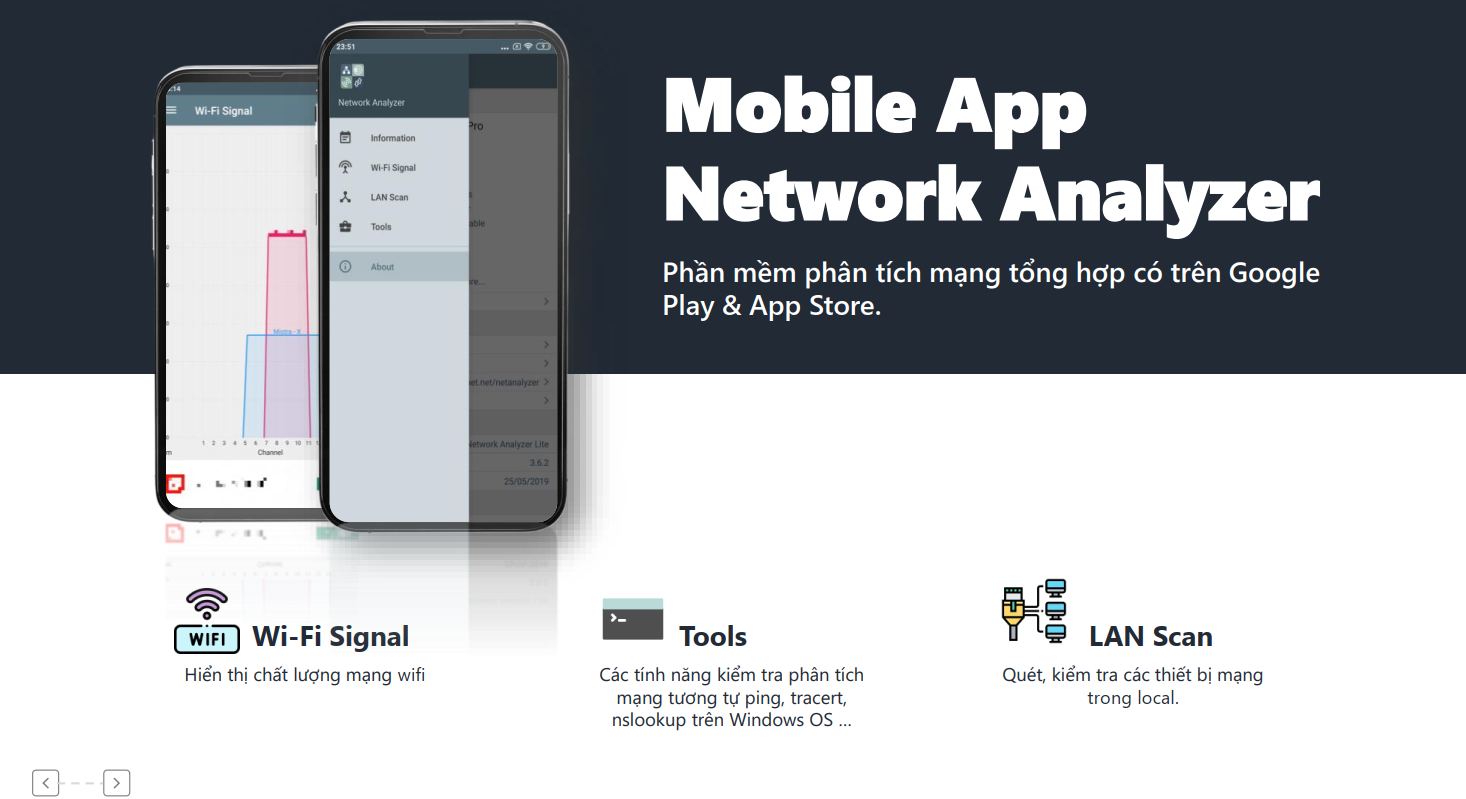 Mobile App
Network Analyzer
Phần mềm phân tích mạng tổng hợp có trên Google
Play & App Store.
:14
Wi-Fi Signal
Mistra - X
1 2 3 4 5 6 7 8 9 10 11
Channel
23:51
Network Analyzer
Pro
Information
Wi-Fi Signal
LAN Scan
Tools
About
net.net/netanalyzer
Network Analyzer Lite
3.6.2
25/05/2019
WIFI
Wi-Fi Signal
Hiển thị chất lượng mạng wifi
Tools
Các tính năng kiểm tra phân tích
mạng tương tự ping, tracert,
nslookup trên Windows OS ...
LAN Scan
Quét, kiểm tra các thiết bị mạng
trong local.